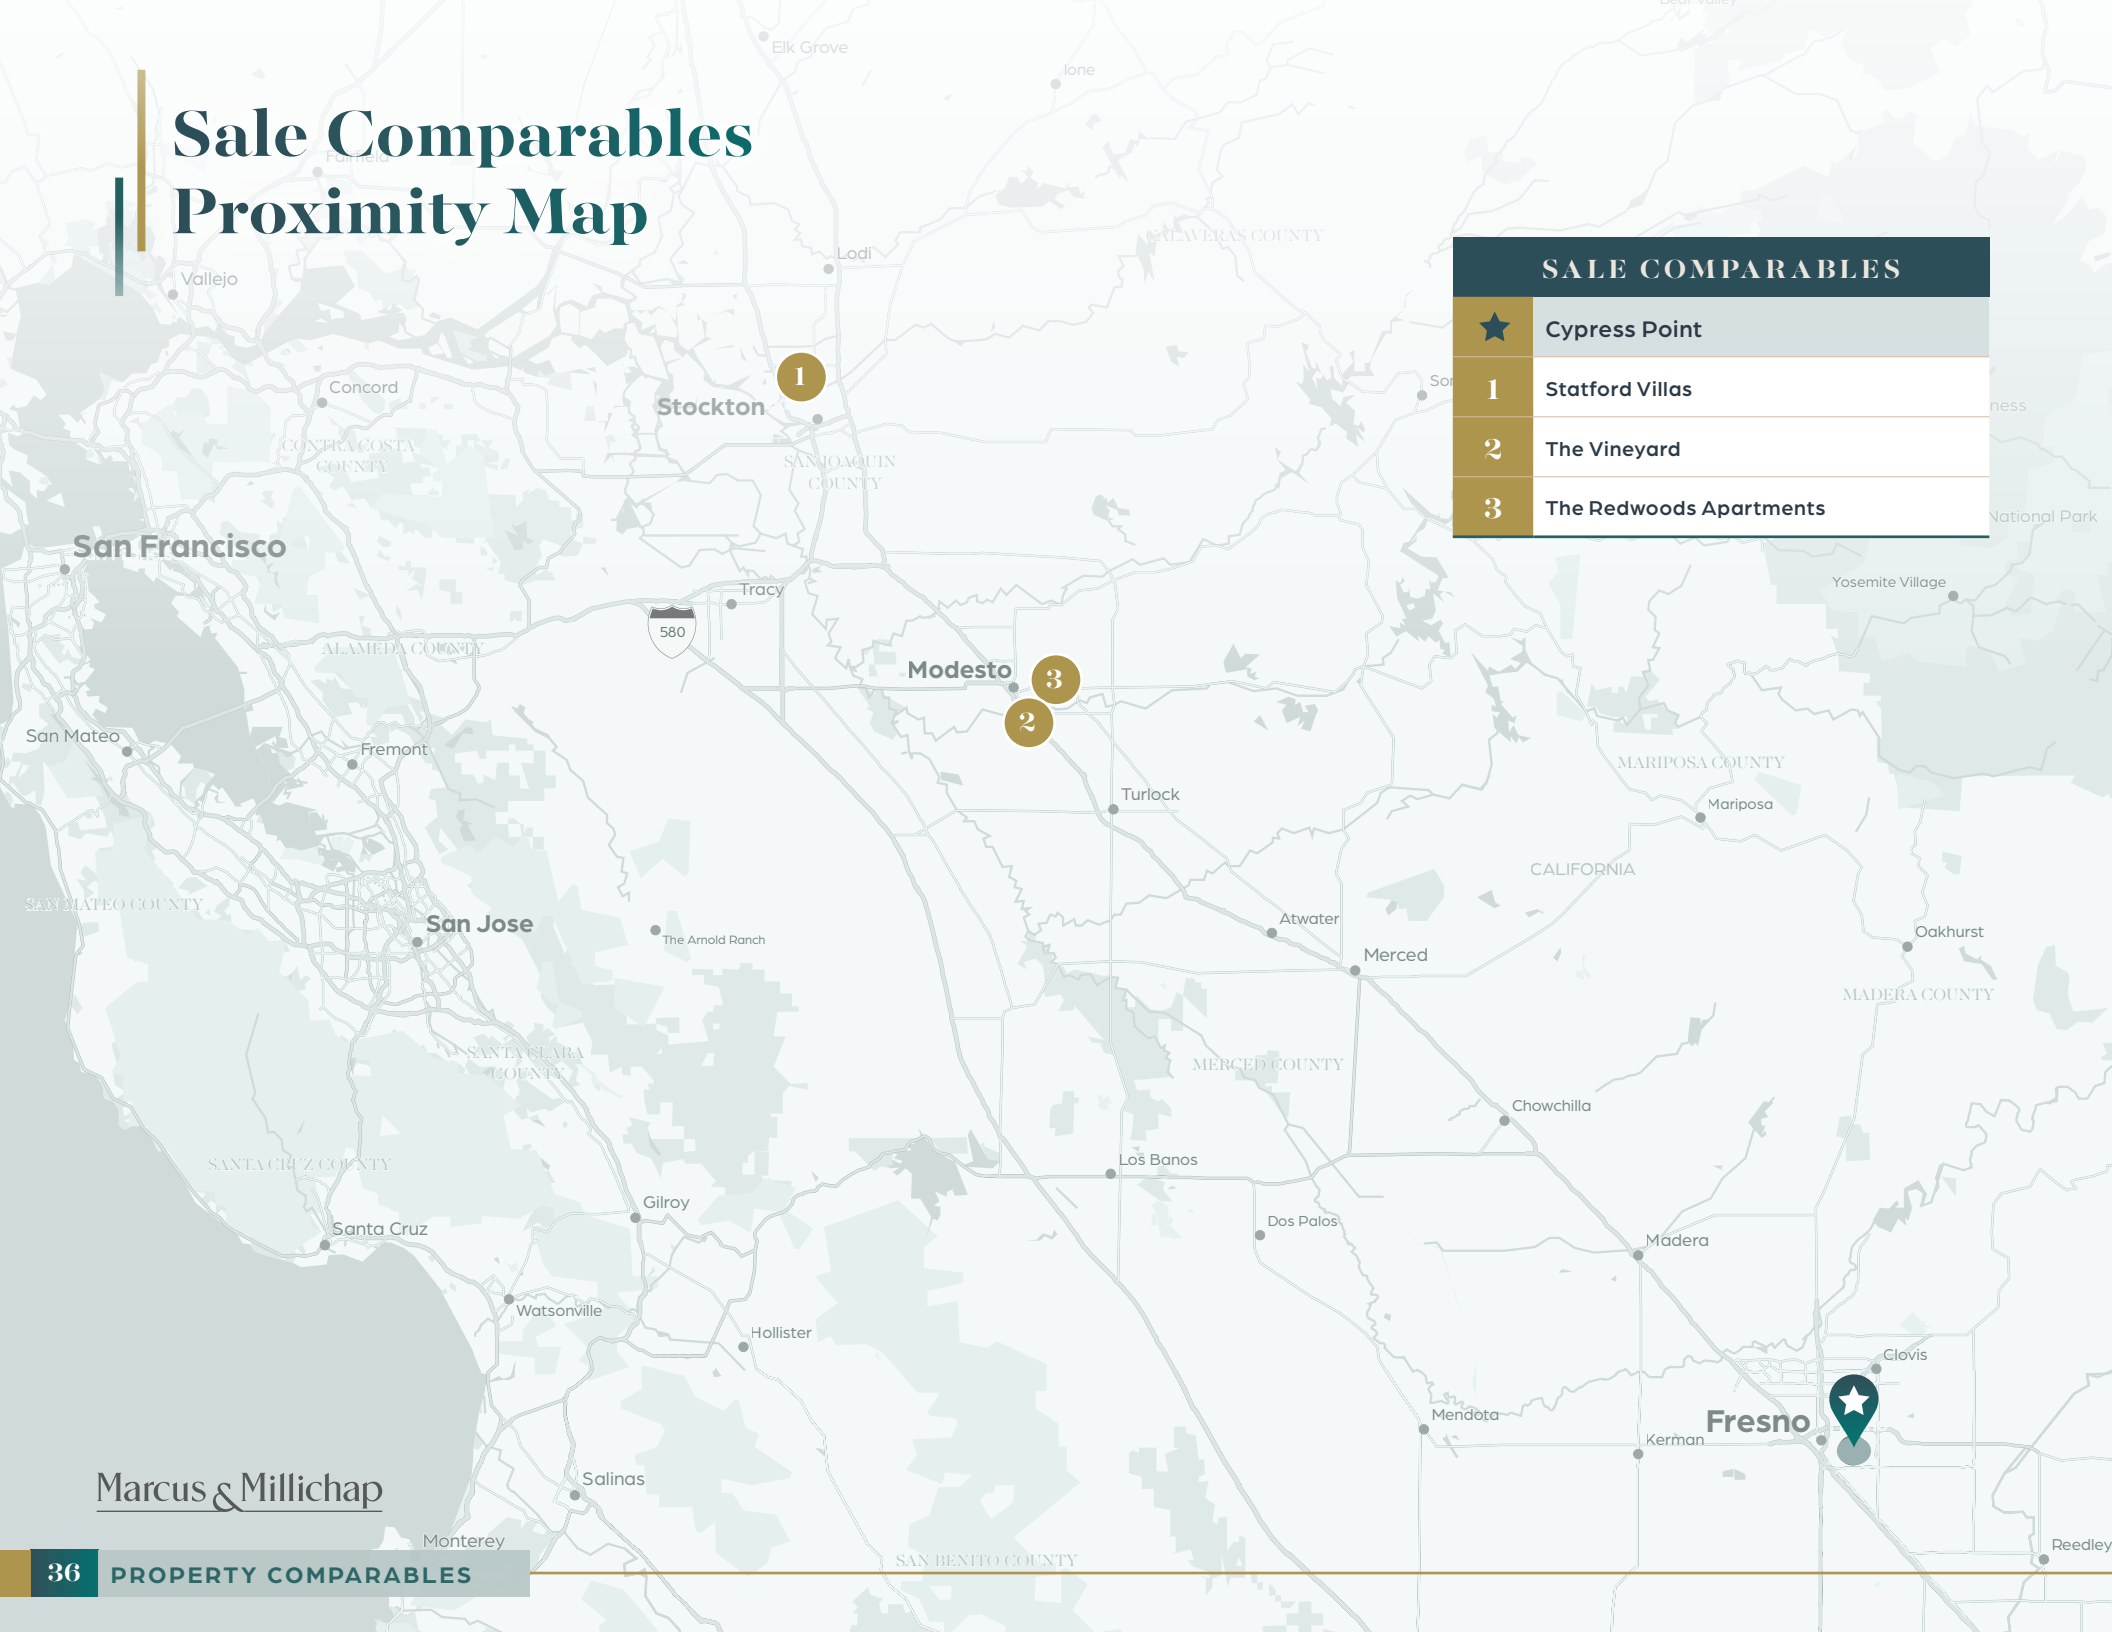 Sale Comparables
Proximity Map
Elk Grove
Ione
Fairfield
Lodi
Vallejo
CALAVERAS COUNTY
SALE COMPARABLES
Cypress Point
1 Statford Villas
2 The Vineyard
3 The Redwoods Apartments
1
Concord
Stockton
CONTRA COSTA
COUNTY
SAN JOAQUIN
COUNTY
National Park
San Francisco
Tracy
Yosemite Village
580
ALAMEDA COUNTY
Modesto
3
2
San Mateo
Fremont
MARIPOSA COUNTY
Turlock
Mariposa
CALIFORNIA
SAN MATEO COUNTY
San Jose
The Arnold Ranch
Atwater
Merced
Oakhurst
MADERA COUNTY
SANTA CLARA
COUNTY
MERCED COUNTY
Chowchilla
SANTA CRUZ COUNTY
Los Banos
Gilroy
Santa Cruz
Dos Palos
Madera
Watsonville
Hollister
Clovis
Mendota
Fresno
Kerman
Marcus & Millichap
Salinas
Monterey
Reedley
SAN BENITO COUNTY
36 PROPERTY COMPARABLES